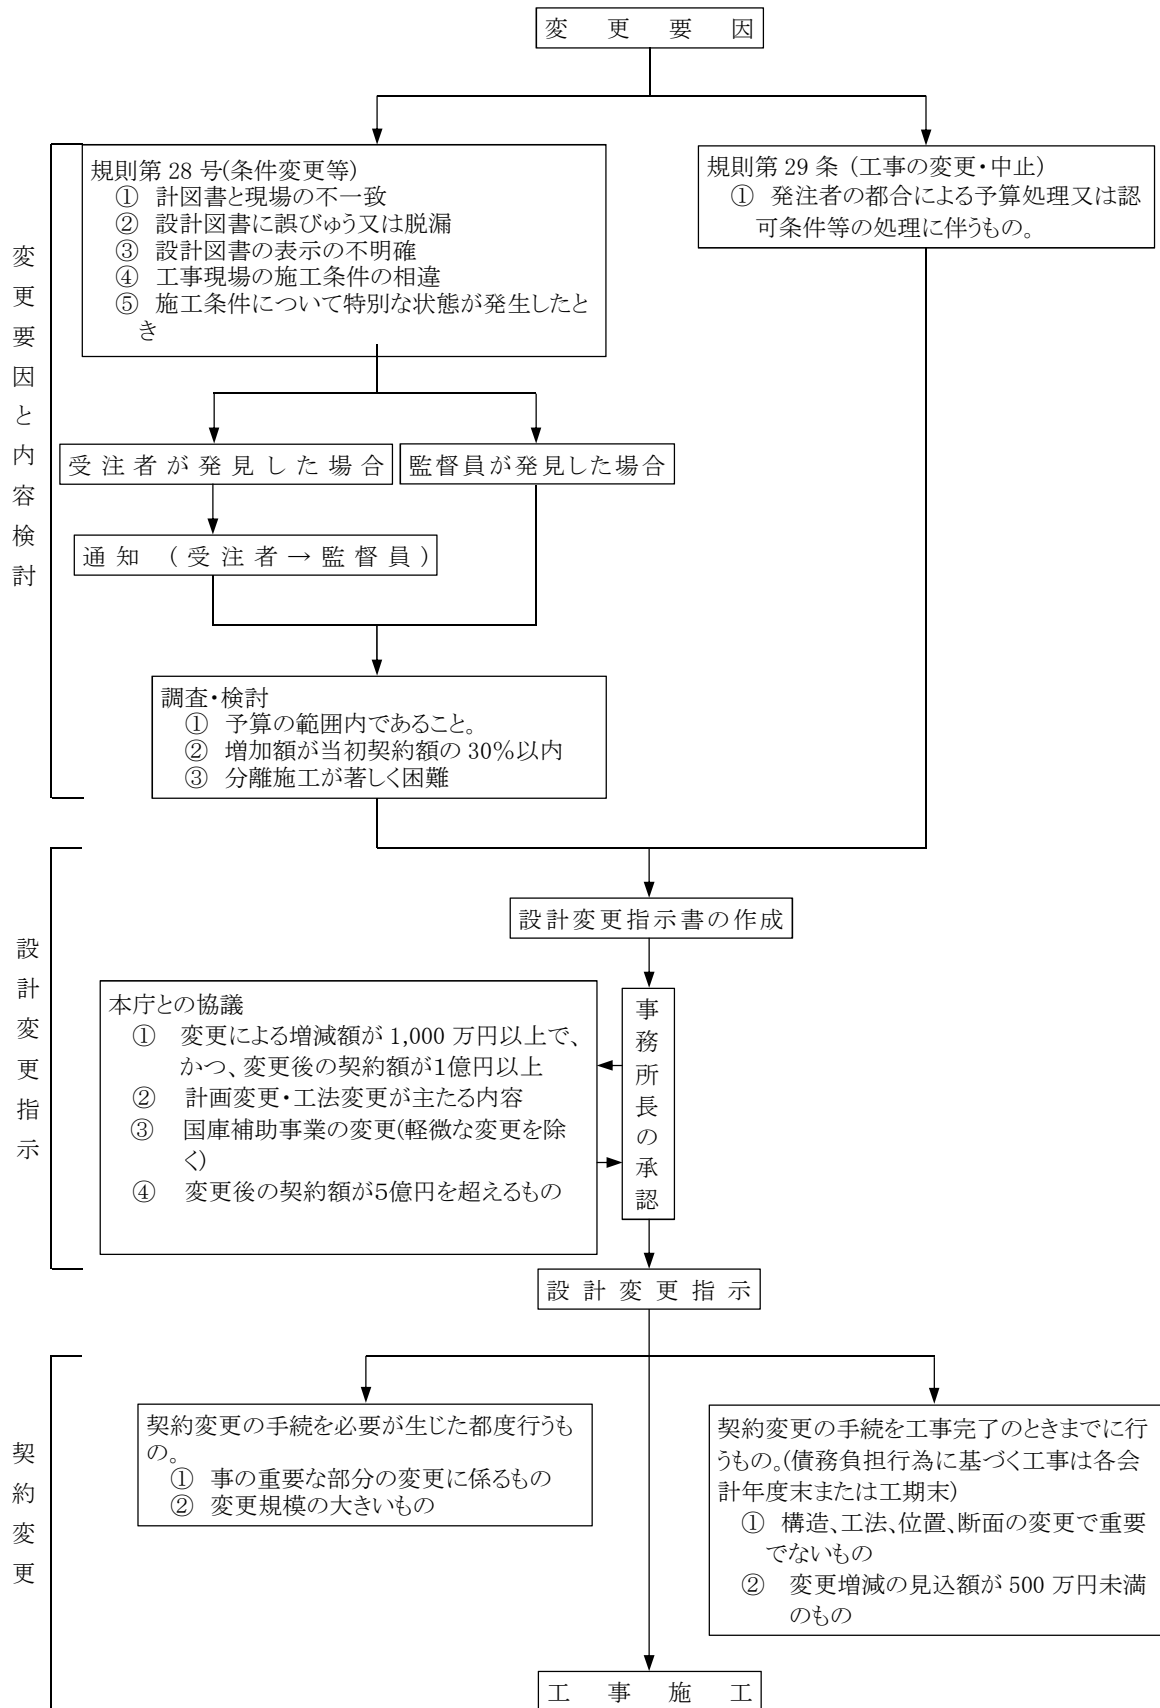 変更要因
規則第 28 号(条件変更等)
① 計図書と現場の不一致
② 設計図書に誤びゅう又は脱漏
③ 設計図書の表示の不明確
④ 工事現場の施工条件の相違
⑤ 施工条件について特別な状態が発生したと
き
規則第 29 条 (工事の変更・中止)
① 発注者の都合による予算処理又は認
可条件等の処理に伴うもの。
変更要因と内容検討
受注者が発見した場合
監督員が発見した場合
通知 (受注者→監督員)
調査・検討
① 予算の範囲内であること。
② 増加額が当初契約額の 30%以内
③ 分離施工が著しく困難
設計変更指示
設計変更指示書の作成
本庁との協議
① 変更による増減額が 1,000 万円以上で、
かつ、変更後の契約額が1億円以上
② 計画変更・工法変更が主たる内容
③ 国庫補助事業の変更(軽微な変更を除
く)
④ 変更後の契約額が5億円を超えるもの
事務所長の承認
設計変更指示
契約変更
契約変更の手続を必要が生じた都度行うも
の。
① 事の重要な部分の変更に係るもの
② 変更規模の大きいもの
契約変更の手続を工事完了のときまでに行
うもの。(債務負担行為に基づく工事は各会
計年度末または工期末)
① 構造、工法、位置、断面の変更で重要
でないもの
② 変更増減の見込額が 500 万円未満
のもの
工事施工